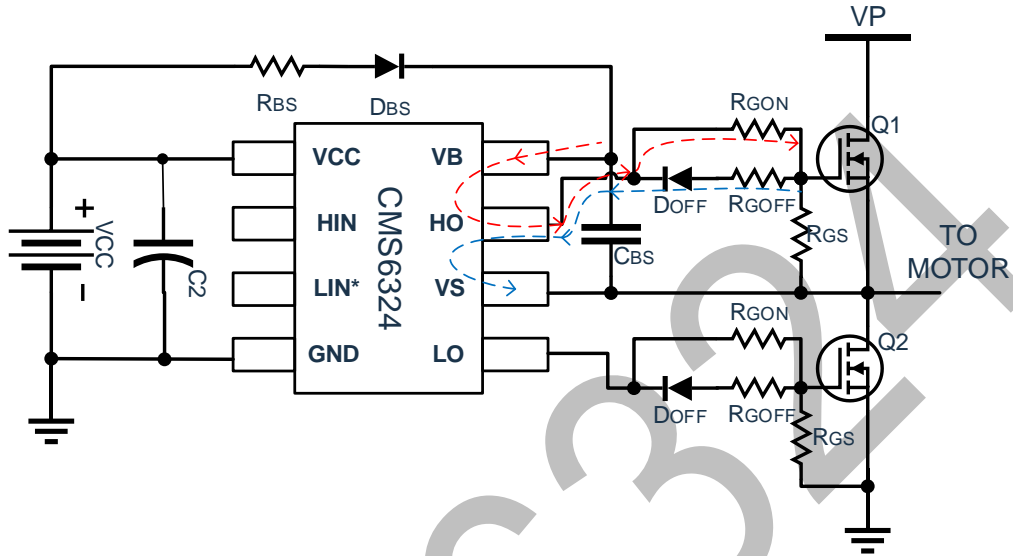 VP
RBS
DBS
RGON
Q1
VCC
VB
DOFF
RGOFF
HIN
HO
CBS
RGS
TO
MOTOR
+
VCC
-
C2
CMS6324
LIN*
VS
RGON
Q2
GND
LO
DOFF
RGOFF
RGS
6324